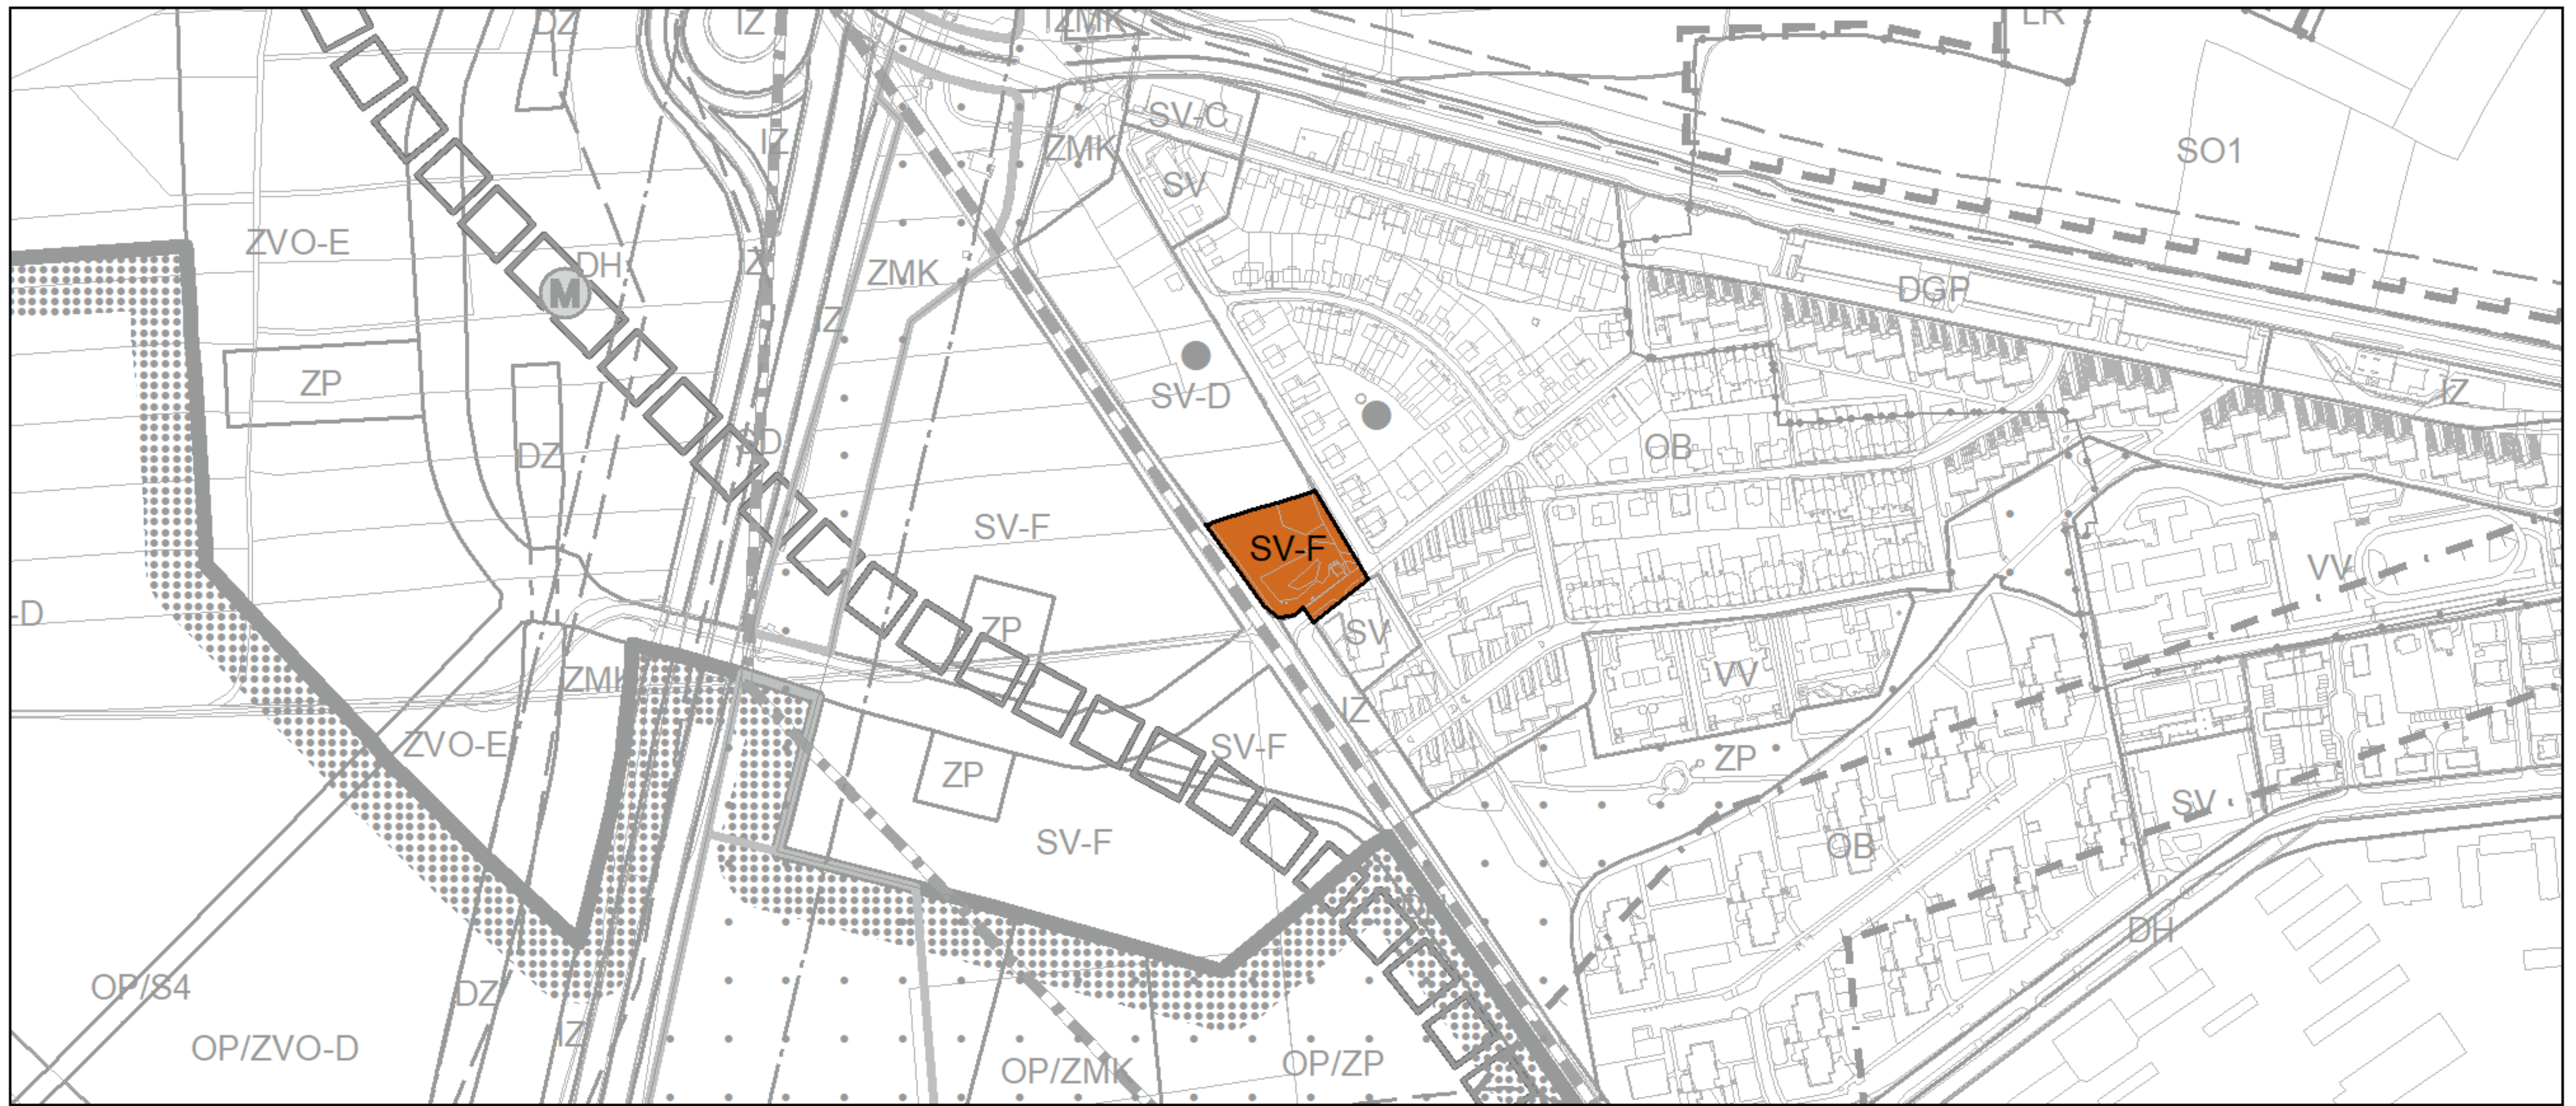 DZ
IZ
IZMK
LR
SV-C
IZ
ZMK
SO1
SV
ZVO-E
DH
IZ
ZMK
M
DGP
IZ
ZP
SV-D
IZ
SD
OB
DZ
SV-F
SV-F
VV
-D
ZP
SV
VV
ZMK
IZ
ZVO-E
SV-F
ZP
ZP
SV
SV-F
OB
DH
OP/S4
DZ
IZ
OP/ZVO-D
OP/ZMK
OP/ZP